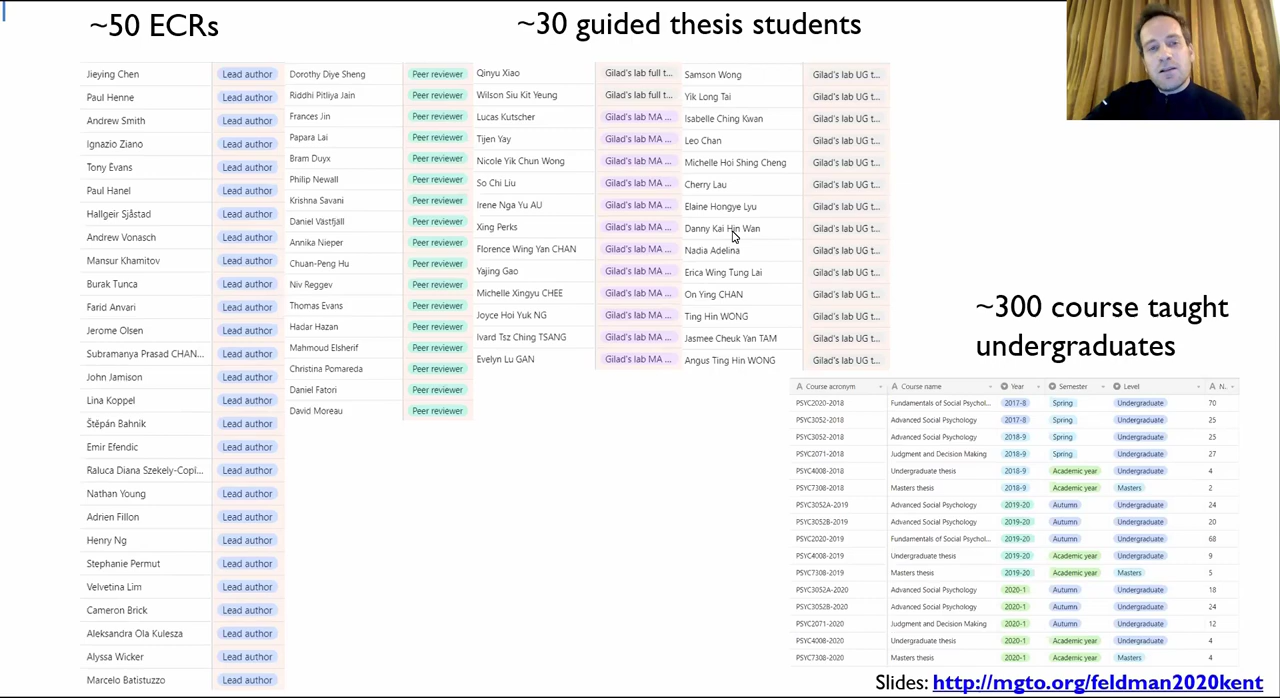 ~50 ECRs
~30 guided thesis students
Jieying Chen Lead author
Paul Henne Lead author
Andrew Smith Lead author
Ignazio Ziano Lead author
Tony Evans Lead author
Paul Hanel Lead author
Hallgeir Sjåstad Lead author
Andrew Vonasch Lead author
Mansur Khamitov Lead author
Burak Tunca Lead author
Farid Anvari Lead author
Jerome Olsen Lead author
Subramanya Prasad CHAN... Lead author
John Jamison Lead author
Lina Koppel Lead author
Štěpán Bahník Lead author
Emir Efendic Lead author
Raluca Diana Szekely-Copi... Lead author
Nathan Young Lead author
Adrien Fillon Lead author
Henry Ng Lead author
Stephanie Permut Lead author
Velvetina Lim Lead author
Cameron Brick Lead author
Aleksandra Ola Kulesza Lead author
Alyssa Wicker Lead author
Marcelo Batistuzzo Lead author
Dorothy Diye Sheng Peer reviewer
Riddhi Pitliya Jain Peer reviewer
Frances Jin Peer reviewer
Papara Lai Peer reviewer
Bram Duyx Peer reviewer
Philip Newall Peer reviewer
Krishna Savani Peer reviewer
Daniel Västfjäll Peer reviewer
Annika Nieper Peer reviewer
Chuan-Peng Hu Peer reviewer
Niv Reggev Peer reviewer
Thomas Evans Peer reviewer
Hadar Hazan Peer reviewer
Mahmoud Elsherif Peer reviewer
Christina Pomareda Peer reviewer
Daniel Fatori Peer reviewer
David Moreau Peer reviewer
Qinyu Xiao Gilad's lab full t...
Wilson Siu Kit Yeung Gilad's lab full t...
Lucas Kutscher Gilad's lab MA ...
Tijen Yay Gilad's lab MA ...
Nicole Yik Chun Wong Gilad's lab MA ...
So Chi Liu Gilad's lab MA ...
Irene Nga Yu AU Gilad's lab MA ...
Xing Perks Gilad's lab MA ...
Florence Wing Yan CHAN Gilad's lab MA ...
Yajing Gao Gilad's lab MA ...
Michelle Xingyu CHEE Gilad's lab MA ...
Joyce Hoi Yuk NG Gilad's lab MA ...
Ivard Tsz Ching TSANG Gilad's lab MA ...
Evelyn Lu GAN Gilad's lab MA ...
Samson Wong Gilad's lab UG t...
Yik Long Tai Gilad's lab UG t...
Isabelle Ching Kwan Gilad's lab UG t...
Leo Chan Gilad's lab UG t...
Michelle Hoi Shing Cheng Gilad's lab UG t...
Cherry Lau Gilad's lab UG t...
Elaine Hongye Lyu Gilad's lab UG t...
Danny Kai Hin Wan Gilad's lab UG t...
Nadia Adelina Gilad's lab UG t...
Erica Wing Tung Lai Gilad's lab UG t...
On Ying CHAN Gilad's lab UG t...
Ting Hin WONG Gilad's lab UG t...
Jasmee Cheuk Yan TAM Gilad's lab UG t...
Angus Ting Hin WONG Gilad's lab UG t...
~300 course taught
undergraduates
A Course acronym A Course name Year Semester Level A N..
PSYC2020-2018 Fundamentals of Social Psychol... 2017-8 Spring Undergraduate 70
PSYC3052-2018 Advanced Social Psychology 2017-8 Spring Undergraduate 25
PSYC3052-2018 Advanced Social Psychology 2018-9 Spring Undergraduate 25
PSYC2071-2018 Judgment and Decision Making 2018-9 Spring Undergraduate 27
PSYC4008-2018 Undergraduate thesis 2018-9 Academic year Undergraduate 4
PSYC7308-2018 Masters thesis 2018-9 Academic year Masters 2
PSYC3052A-2019 Advanced Social Psychology 2019-20 Autumn Undergraduate 24
PSYC3052B-2019 Advanced Social Psychology 2019-20 Autumn Undergraduate 20
PSYC2020-2019 Fundamentals of Social Psychol... 2019-20 Autumn Undergraduate 68
PSYC4008-2019 Undergraduate thesis 2019-20 Academic year Undergraduate 9
PSYC7308-2019 Masters thesis 2019-20 Academic year Masters 5
PSYC3052A-2020 Advanced Social Psychology 2020-1 Autumn Undergraduate 18
PSYC3052B-2020 Advanced Social Psychology 2020-1 Autumn Undergraduate 24
PSYC2071-2020 Judgment and Decision Making 2020-1 Autumn Undergraduate 12
PSYC4008-2020 Undergraduate thesis 2020-1 Academic year Undergraduate 4
PSYC7308-2020 Masters thesis 2020-1 Academic year Masters 4
Slides: http://mgto.org/feldman2020kent